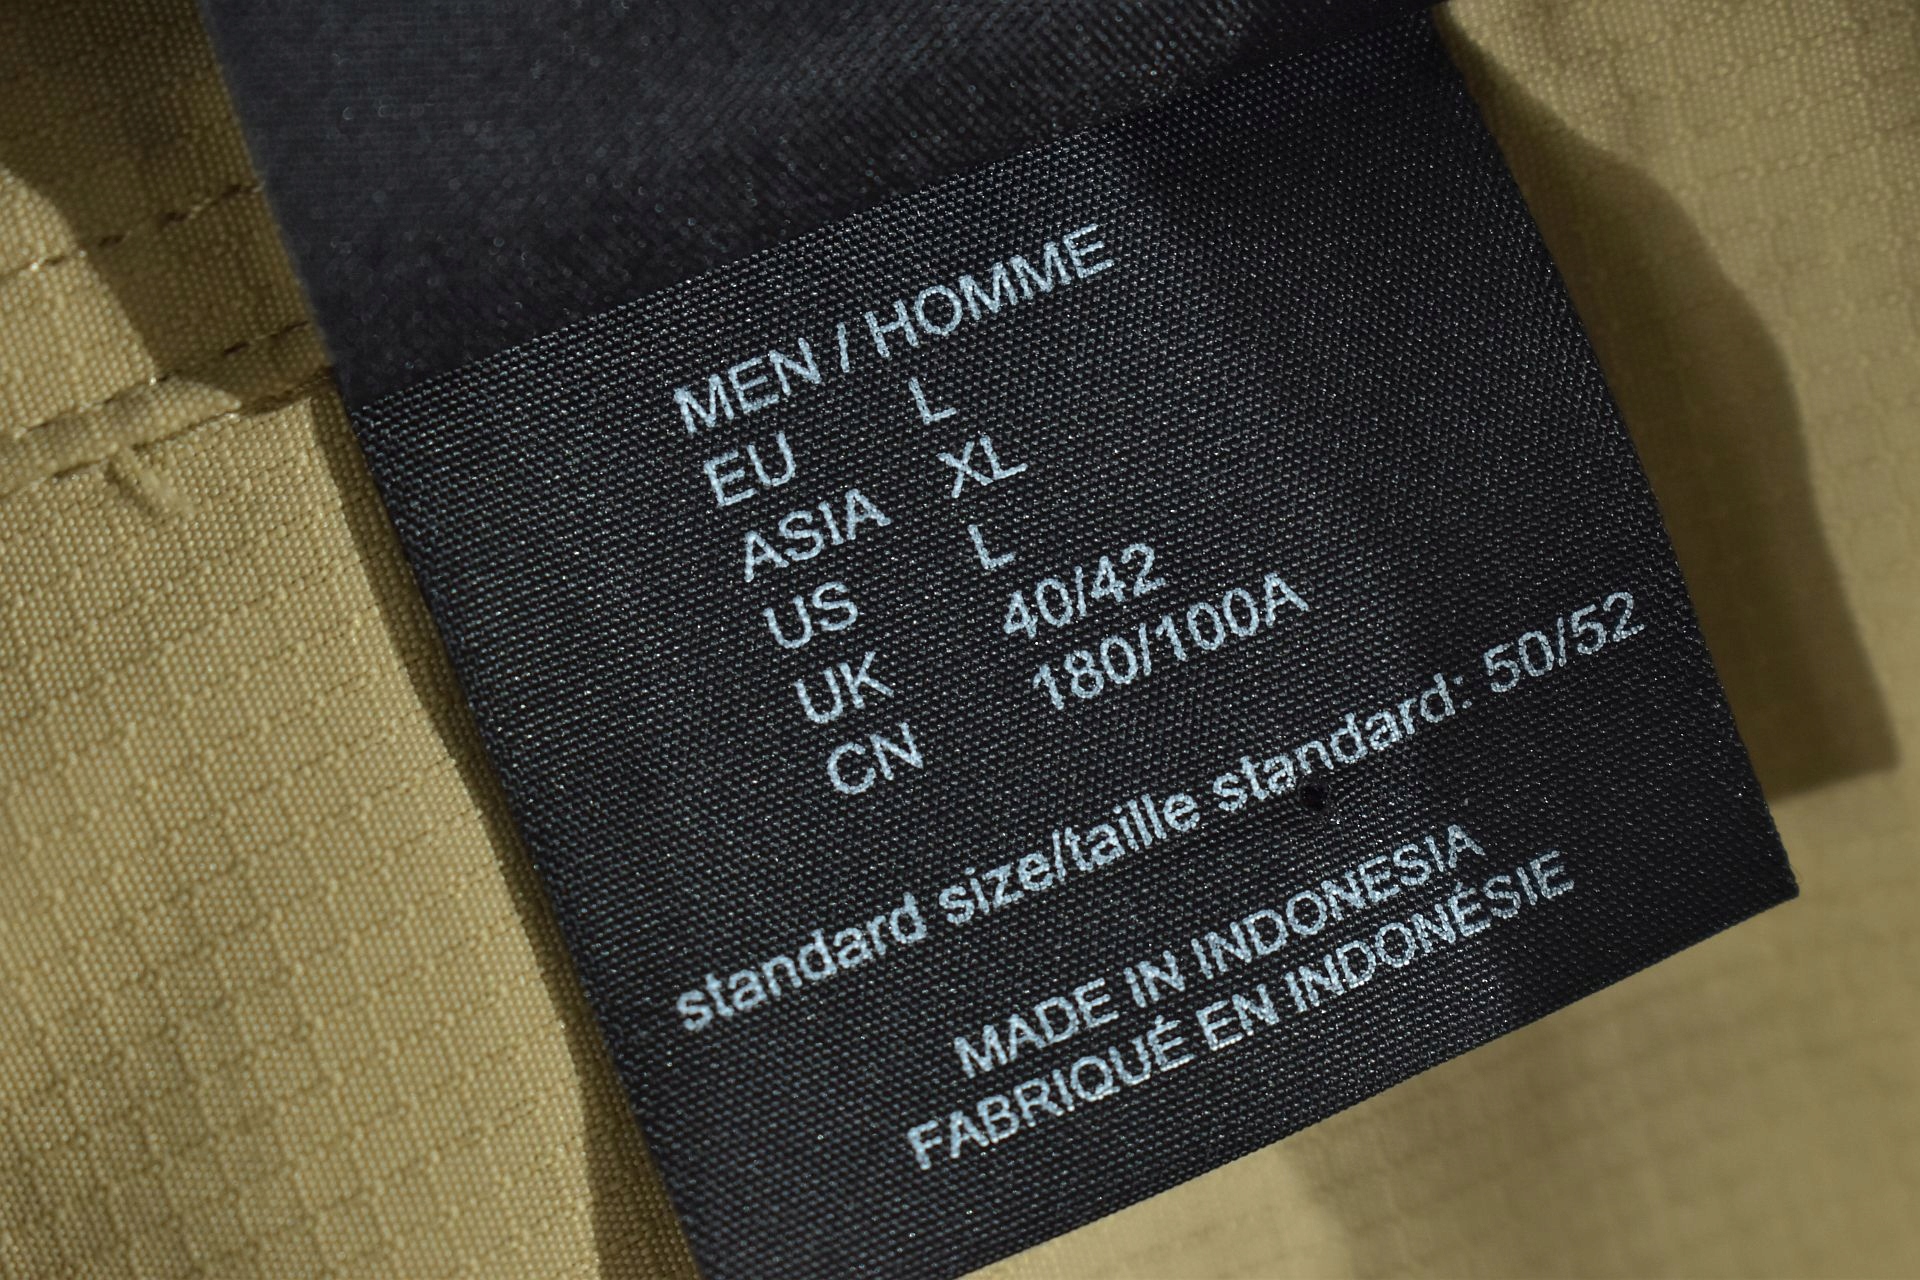 MEN / HOMME
EU L
ASIA XL
US L
UK 40/42
CN 180/100A
standard size/taille standard: 50/52
MADE IN INDONESIA
FABRIQUÉ EN INDONÉSIE